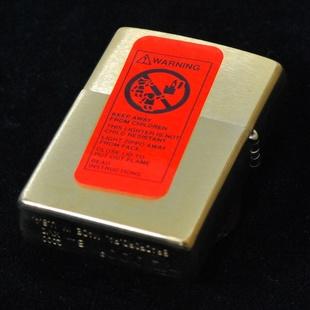 WARNING
KEEP AWAY
FROM CHILDREN
THIS LIGHTER IS NOT
CHILD RESISTANT
LIGHT ZIPPO AWAY
FROM FACE
CLOSE LID TO
PUT OUT FLAME
READ
INSTRUCTIONS